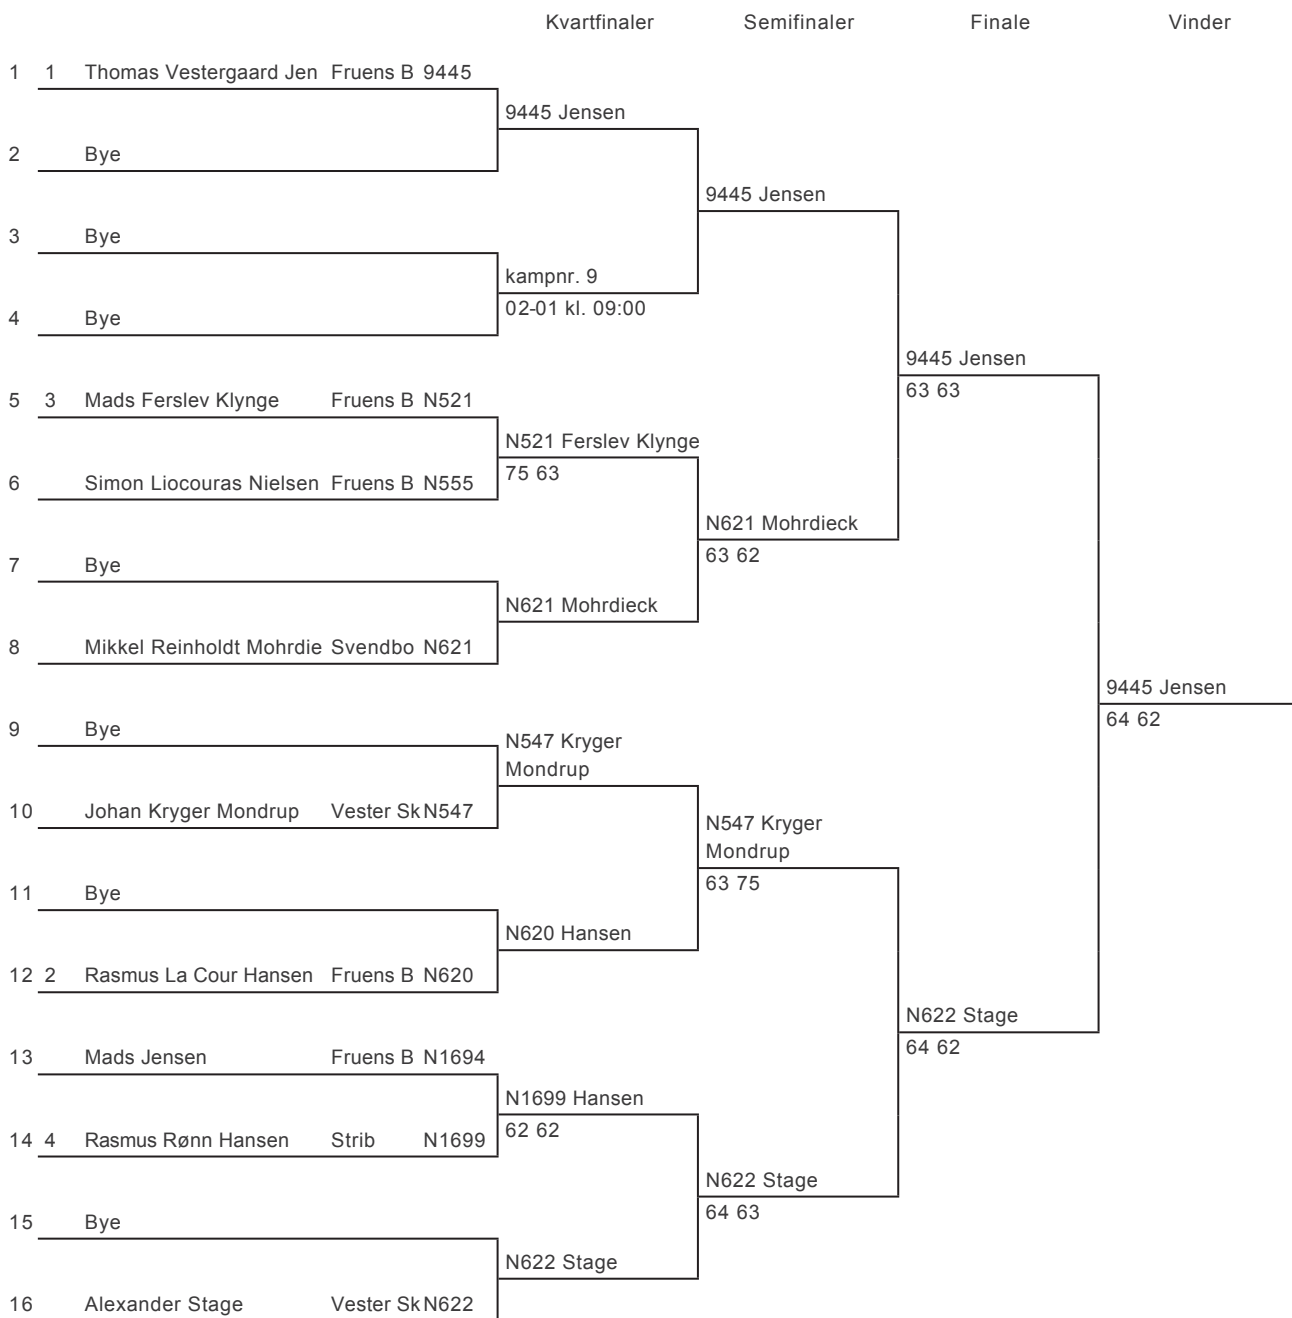 Kvartfinaler Semifinaler Finale Vinder
1 1 Thomas Vestergaard Jen Fruens B 9445
9445 Jensen
2 Bye
9445 Jensen
3 Bye
kampnr. 9
02-01 kl. 09:00
4 Bye
9445 Jensen
63 63
5 3 Mads Ferslev Klynge Fruens B N521
N521 Ferslev Klynge
75 63
6 Simon Liocouras Nielsen Fruens B N555
N621 Mohrdieck
63 62
7 Bye
N621 Mohrdieck
8 Mikkel Reinholdt Mohrdie Svendbo N621
9445 Jensen
64 62
9 Bye
N547 Kryger
Mondrup
10 Johan Kryger Mondrup Vester Sk N547
N547 Kryger
Mondrup
63 75
11 Bye
N620 Hansen
12 2 Rasmus La Cour Hansen Fruens B N620
N622 Stage
64 62
13 Mads Jensen Fruens B N1694
N1699 Hansen
62 62
14 4 Rasmus Rønn Hansen Strib N1699
N622 Stage
64 63
15 Bye
N622 Stage
16 Alexander Stage Vester Sk N622